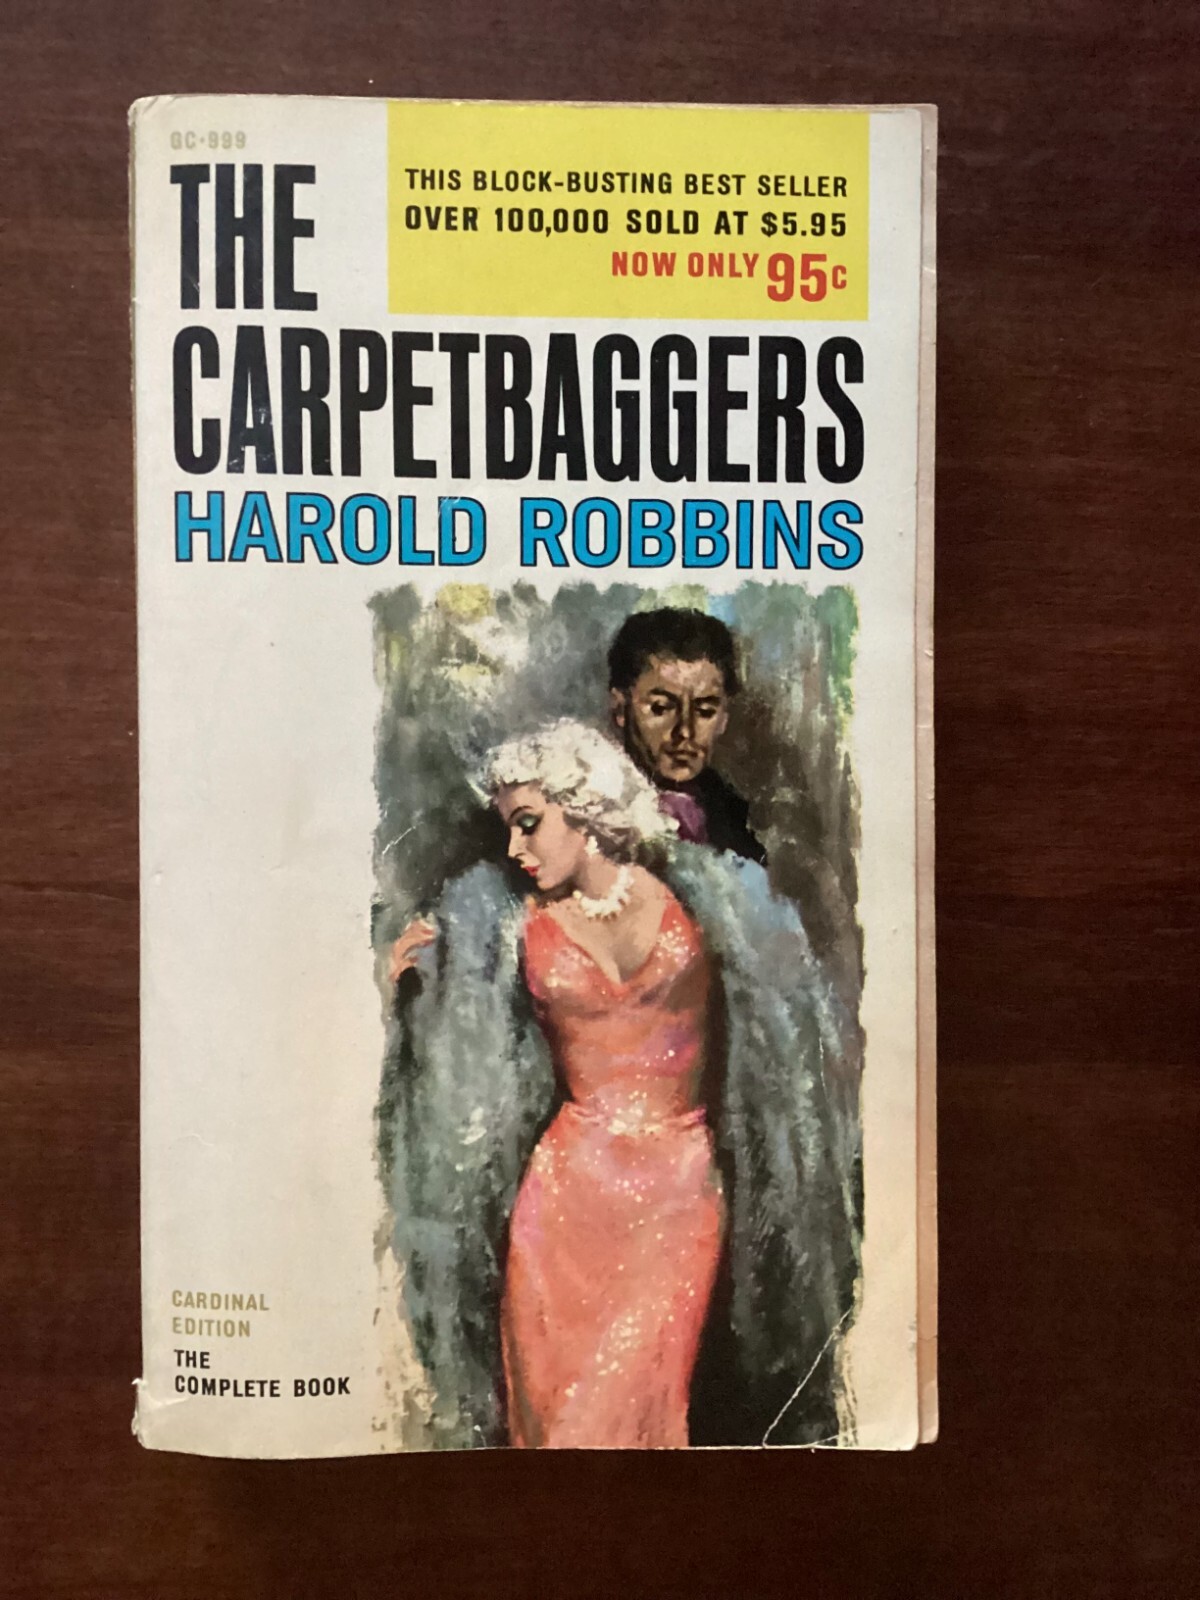 GC·999
THIS BLOCK-BUSTING BEST SELLER
OVER 100,000 SOLD AT $5.95
NOW ONLY 95c
THE
CARPETBAGGERS
HAROLD ROBBINS
CARDINAL
EDITION
THE
COMPLETE BOOK